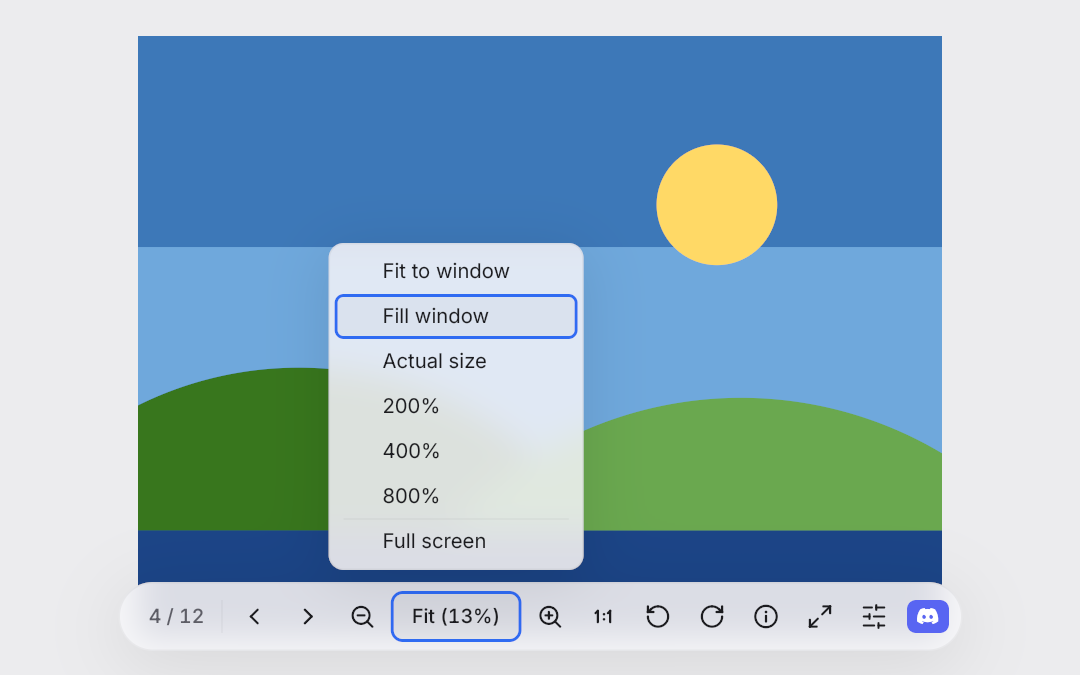 Fit to window
Fill window
Actual size
200%
400%
800%
Full screen
4 / 12
Fit (13%)
1:1